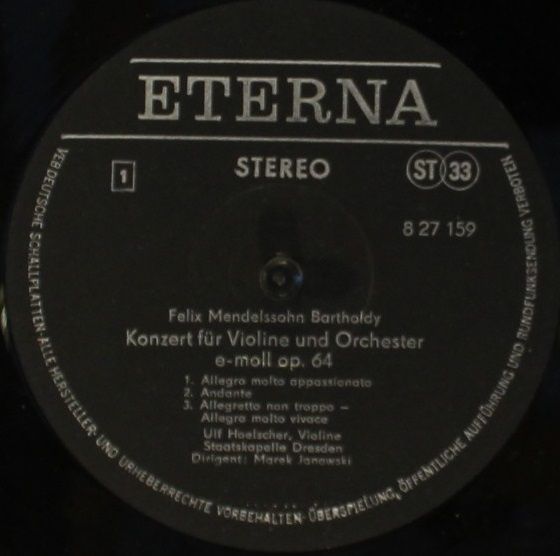 ETERNA
1
STEREO
ST 33
8 27 159
Felix Mendelssohn Bartholdy
Konzert für Violine und Orchester
e-moll op. 64
1. Allegro molto appassionato
2. Andante
3. Allegretto non troppo –
Allegro molto vivace
Ulf Hoelscher, Violine
Staatskapelle Dresden
Dirigent: Marek Janowski
VEB DEUTSCHE SCHALLPLATTEN · ALLE HERSTELLER- UND URHEBERRECHTE VORBEHALTEN · ÜBERSPIELUNG, ÖFFENTLICHE AUFFÜHRUNG UND RUNDFUNKSENDUNG VERBOTEN